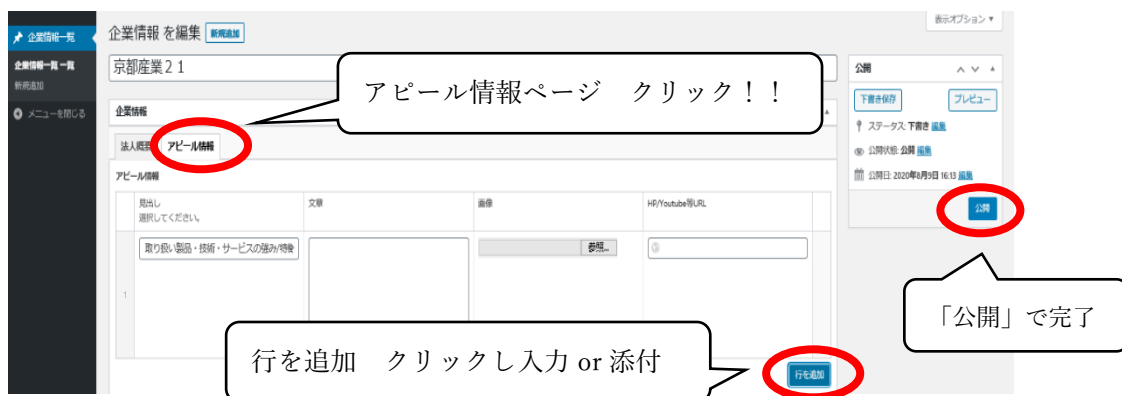 表示オプション ▼
企業情報一覧
企業情報 を編集 新規追加
企業情報一覧 一覧
新規追加
メニューを閉じる
京都産業２１
アピール情報ページ　クリック！！
公開
下書き保存 プレビュー
ステータス: 下書き 編集
公開状態: 公開 編集
公開日: 2020年8月9日 16:13 編集
公開
企業情報
法人概要 アピール情報
アピール情報
見出し 文章 画像 HP/Youtube等URL
選択してください。
取り扱い製品・技術・サービスの強み/特徴 参照...
1
「公開」で完了
行を追加　クリックし入力 or 添付
行を追加